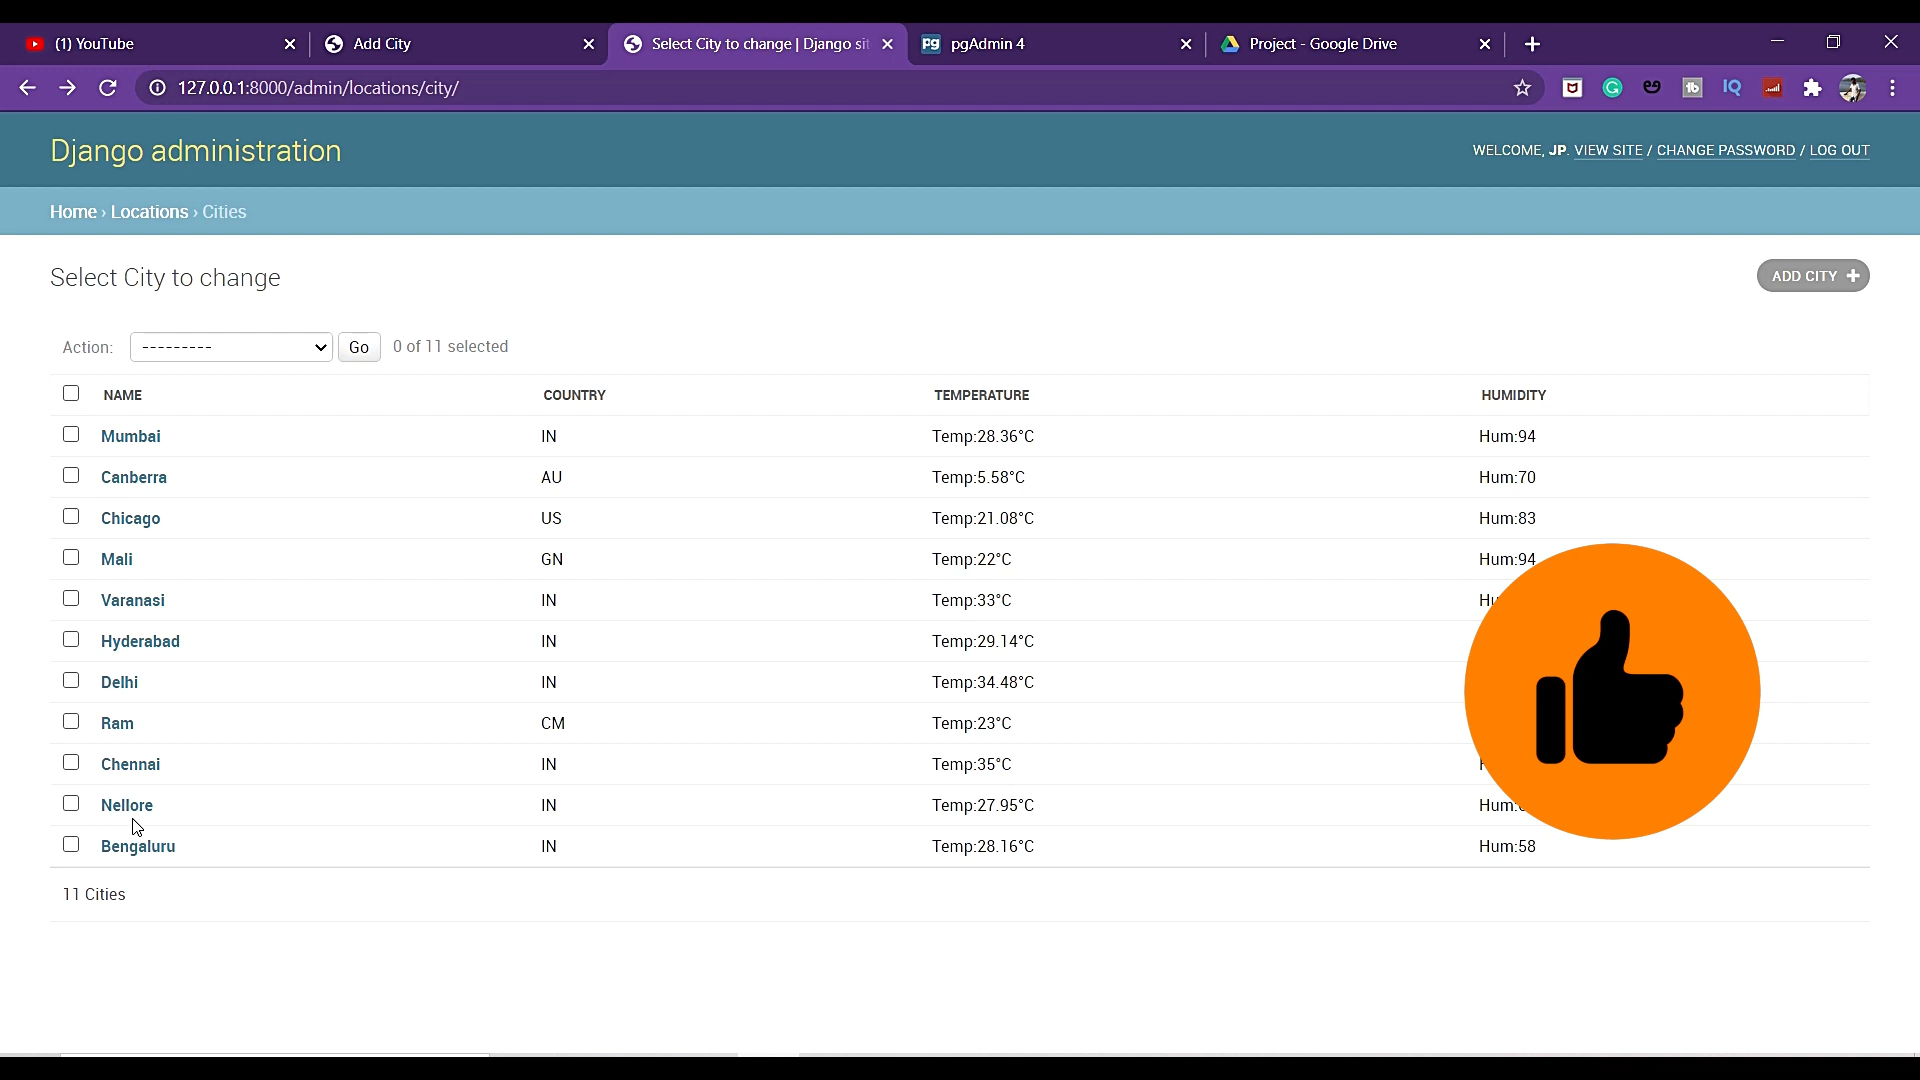 (1) YouTube
Add City
Select City to change | Django sit
pgAdmin 4
Project - Google Drive
127.0.0.1:8000/admin/locations/city/
Django administration
WELCOME, JP. VIEW SITE / CHANGE PASSWORD / LOG OUT
Home › Locations › Cities
Select City to change
ADD CITY +
Action: --------- Go 0 of 11 selected
NAME COUNTRY TEMPERATURE HUMIDITY
Mumbai IN Temp:28.36°C Hum:94
Canberra AU Temp:5.58°C Hum:70
Chicago US Temp:21.08°C Hum:83
Mali GN Temp:22°C Hum:94
Varanasi IN Temp:33°C
Hyderabad IN Temp:29.14°C
Delhi IN Temp:34.48°C
Ram CM Temp:23°C
Chennai IN Temp:35°C
Nellore IN Temp:27.95°C Hum:
Bengaluru IN Temp:28.16°C Hum:58
11 Cities